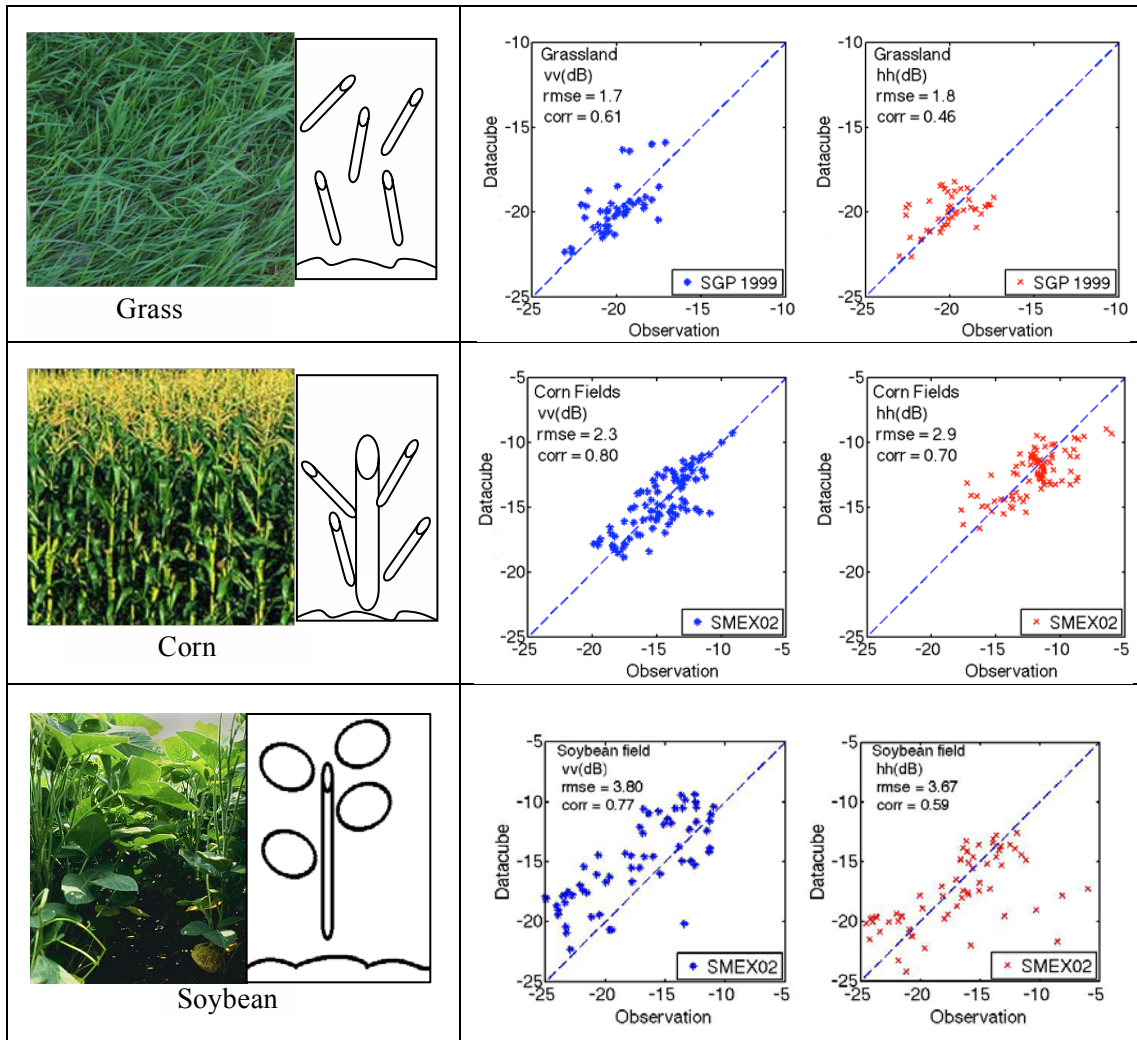 Grass
-10
-15
-20
-25
Datacube
Grassland
vv(dB)
rmse = 1.7
corr = 0.61
SGP 1999
-25 -20 -15 -10
Observation
-10
-15
-20
-25
Datacube
Grassland
hh(dB)
rmse = 1.8
corr = 0.46
SGP 1999
-25 -20 -15 -10
Observation
Corn
-5
-10
-15
-20
-25
Datacube
Corn Fields
vv(dB)
rmse = 2.3
corr = 0.80
SMEX02
-25 -20 -15 -10 -5
Observation
-5
-10
-15
-20
-25
Datacube
Corn Fields
hh(dB)
rmse = 2.9
corr = 0.70
SMEX02
-25 -20 -15 -10 -5
Observation
Soybean
-5
-10
-15
-20
-25
Datacube
Soybean field
vv(dB)
rmse = 3.80
corr = 0.77
SMEX02
-25 -20 -15 -10 -5
Observation
-5
-10
-15
-20
-25
Datacube
Soybean field
hh(dB)
rmse = 3.67
corr = 0.59
SMEX02
-25 -20 -15 -10 -5
Observation